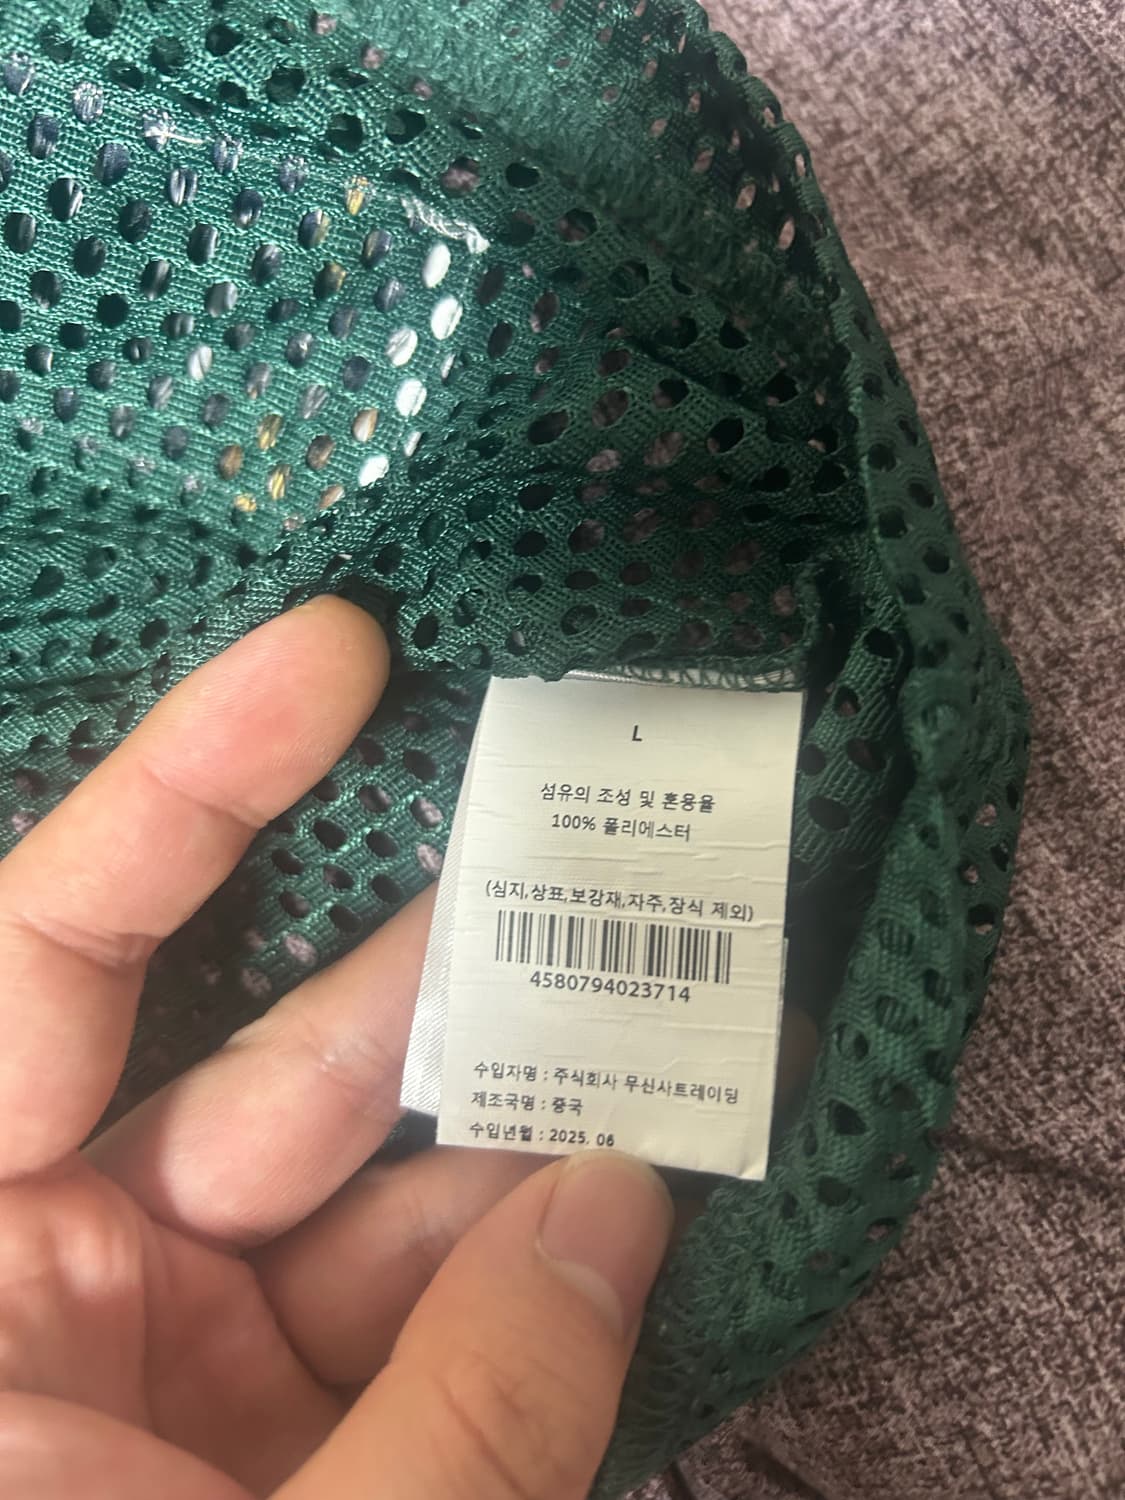 L
섬유의 조성 및 혼용율
100% 폴리에스터
(심지,상표,보강재,자주,장식 제외)
4580794023714
수입자명 : 주식회사 무신사트레이딩
제조국명 : 중국
수입년월 : 2025. 06